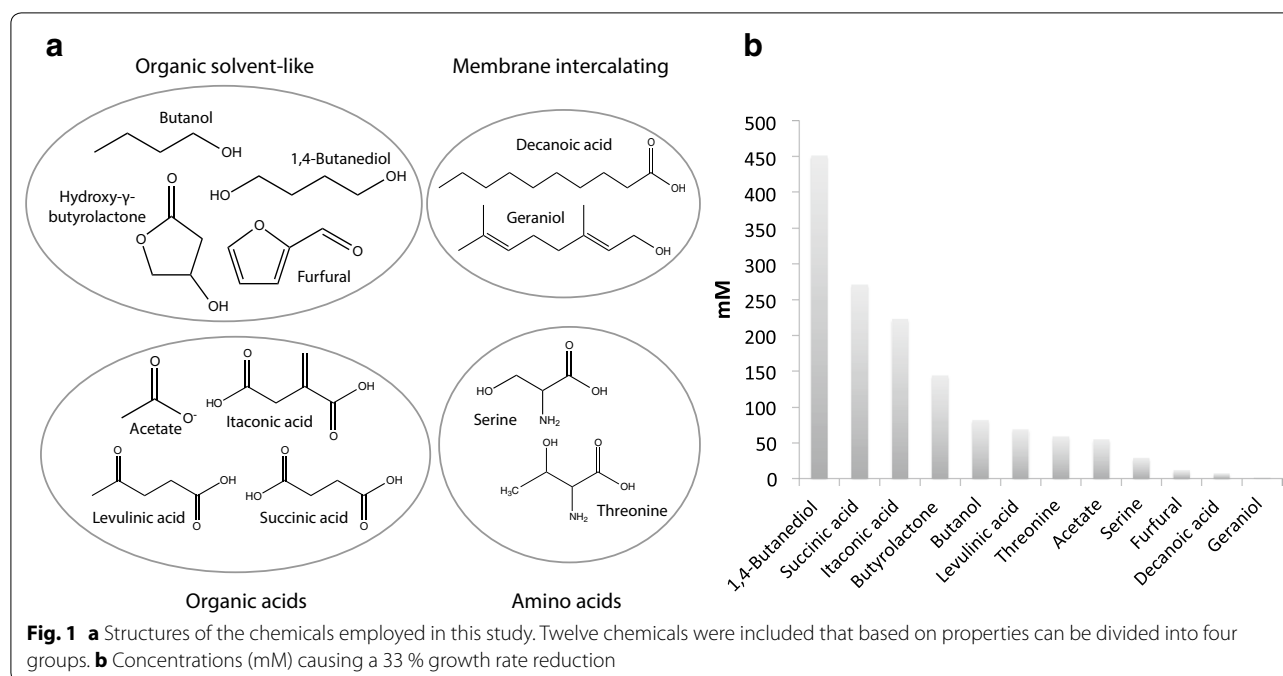 a
Organic solvent-like
Membrane intercalating
Butanol
OH
1,4-Butanediol
HO
OH
Hydroxy-γ-
butyrolactone
O
O
OH
O
O
Furfural
Decanoic acid
O
OH
Geraniol
OH
O
O-
Acetate
O
HO
OH
O
Itaconic acid
O
OH
O
Levulinic acid
O
HO
OH
O
Succinic acid
O
HO
OH
NH2
Serine
OH
O
H3C
OH
NH2
Threonine
Organic acids
Amino acids
b
mM
500
450
400
350
300
250
200
150
100
50
0
1,4-Butanediol
Succinic acid
Itaconic acid
Butyrolactone
Butanol
Levulinic acid
Threonine
Acetate
Serine
Furfural
Decanoic acid
Geraniol
Fig. 1 a Structures of the chemicals employed in this study. Twelve chemicals were included that based on properties can be divided into four
groups. b Concentrations (mM) causing a 33 % growth rate reduction